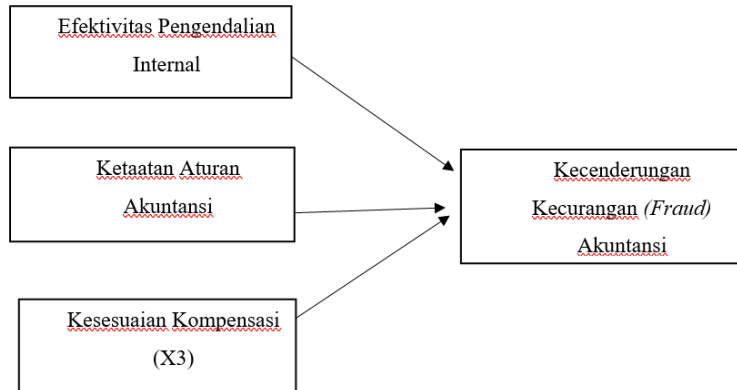 Efektivitas Pengendalian
Internal
Ketaatan Aturan
Akuntansi
Kesesuaian Kompensasi
(X3)
Kecenderungan
Kecurangan (Fraud)
Akuntansi